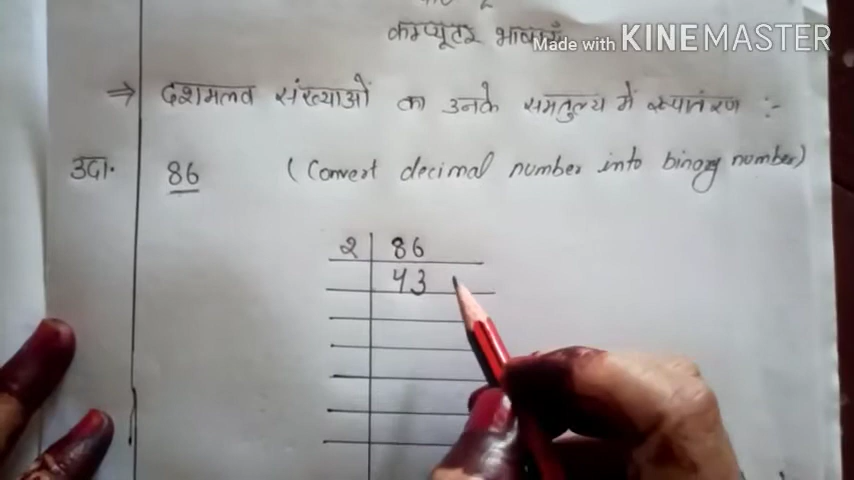 कम्प्यूटर
Made with KINEMASTER
⇒ दशमलव संख्याओं का उनके समतुल्य में रूपातंरण :-
उदा. 86 (Convert decimal number into binary number)
2 86
43